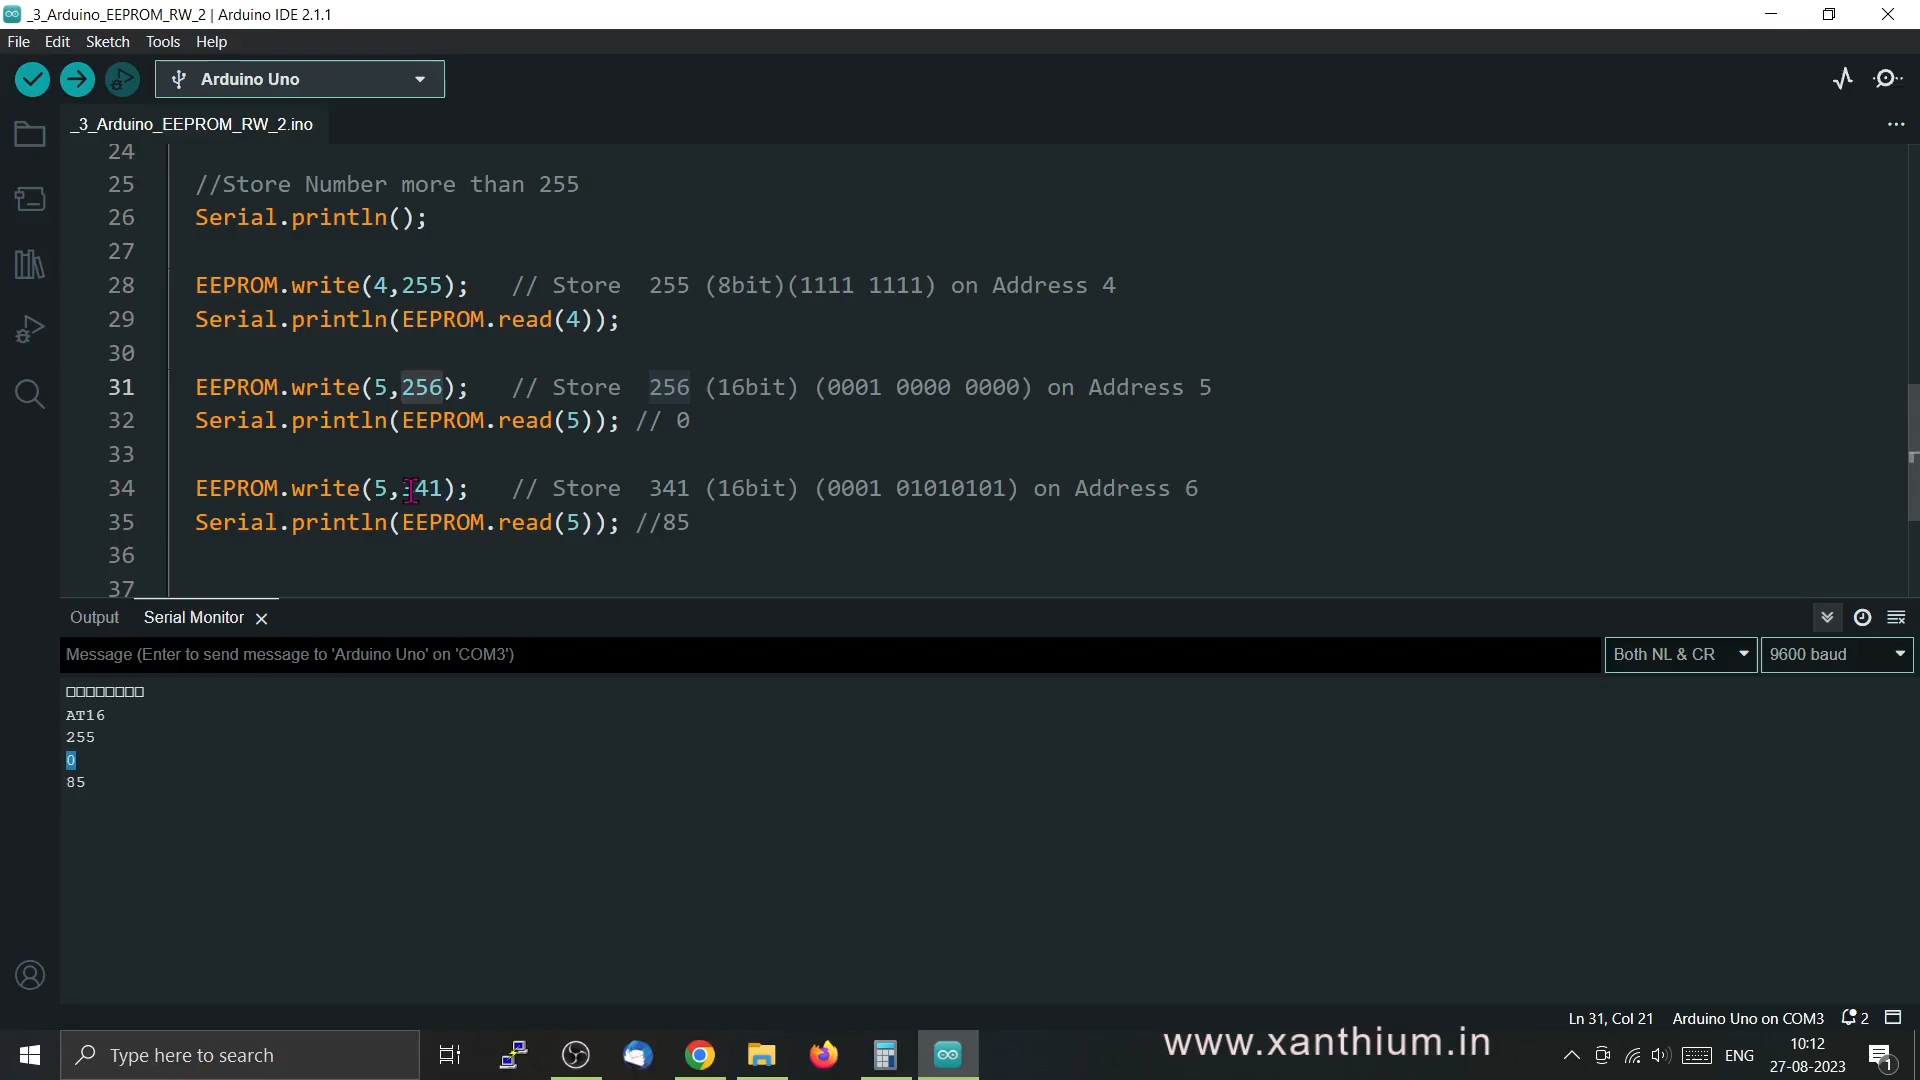 _3_Arduino_EEPROM_RW_2 | Arduino IDE 2.1.1
File Edit Sketch Tools Help
Arduino Uno
_3_Arduino_EEPROM_RW_2.ino
24
25 //Store Number more than 255
26 Serial.println();
27
28 EEPROM.write(4,255); // Store 255 (8bit)(1111 1111) on Address 4
29 Serial.println(EEPROM.read(4));
30
31 EEPROM.write(5,256); // Store 256 (16bit) (0001 0000 0000) on Address 5
32 Serial.println(EEPROM.read(5)); // 0
33
34 EEPROM.write(5,341); // Store 341 (16bit) (0001 01010101) on Address 6
35 Serial.println(EEPROM.read(5)); //85
36
37
Output Serial Monitor
Message (Enter to send message to 'Arduino Uno' on 'COM3') Both NL & CR 9600 baud
□□□□□□□□
AT16
255
0
85
Ln 31, Col 21 Arduino Uno on COM3 2
Type here to search
www.xanthium.in
ENG
10:12
27-08-2023
1